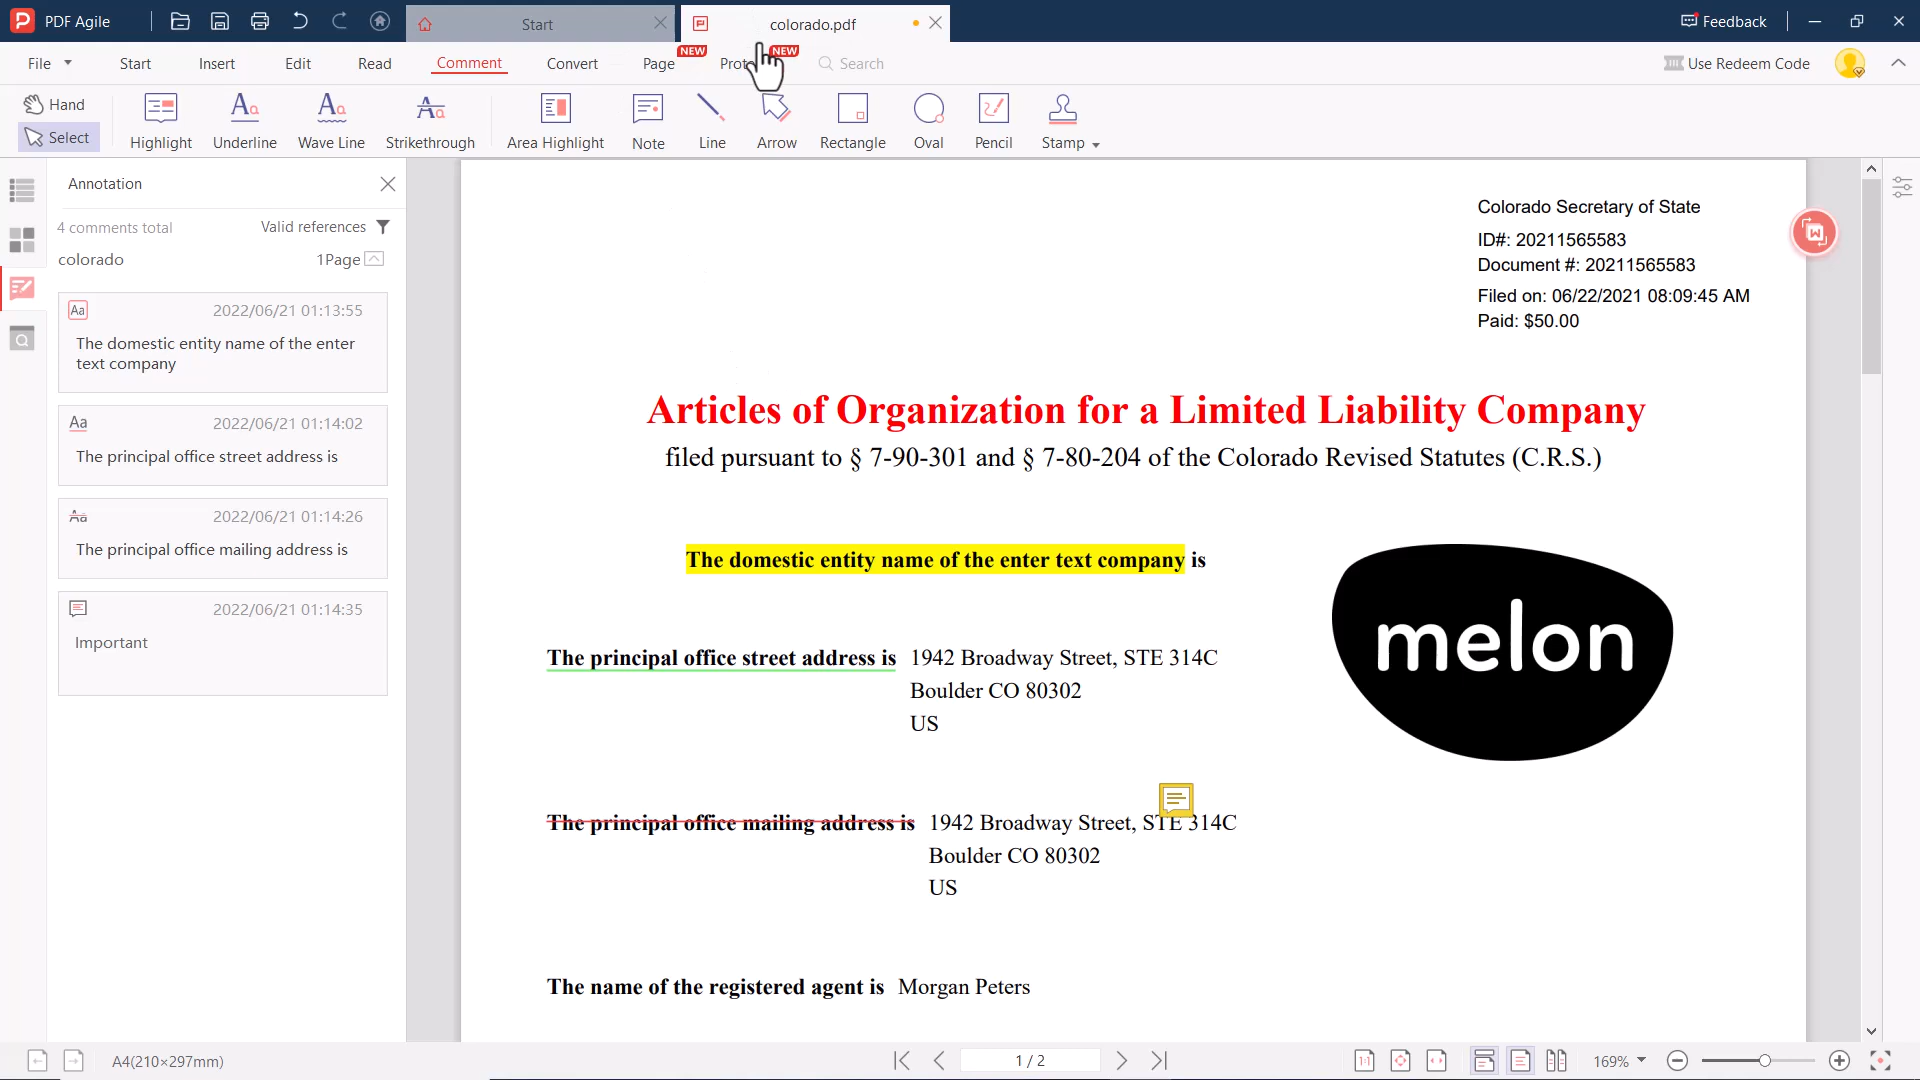 PDF Agile
Start
colorado.pdf
Feedback
File
Start
Insert
Edit
Read
Comment
Convert
Page
NEW
NEW
Search
Use Redeem Code
Hand
Select
Highlight
Underline
Wave Line
Strikethrough
Area Highlight
Note
Line
Arrow
Rectangle
Oval
Pencil
Stamp
Annotation
4 comments total
Valid references
colorado
1Page
Aa
2022/06/21 01:13:55
The domestic entity name of the enter
text company
Aa
2022/06/21 01:14:02
The principal office street address is
Aa
2022/06/21 01:14:26
The principal office mailing address is
2022/06/21 01:14:35
Important
Colorado Secretary of State
ID#: 20211565583
Document #: 20211565583
Filed on: 06/22/2021 08:09:45 AM
Paid: $50.00
Articles of Organization for a Limited Liability Company
filed pursuant to § 7-90-301 and § 7-80-204 of the Colorado Revised Statutes (C.R.S.)
The domestic entity name of the enter text company is
melon
The principal office street address is 1942 Broadway Street, STE 314C
Boulder CO 80302
US
The principal office mailing address is 1942 Broadway Street, STE 314C
Boulder CO 80302
US
The name of the registered agent is Morgan Peters
A4(210×297mm)
1 / 2
1:1
169%